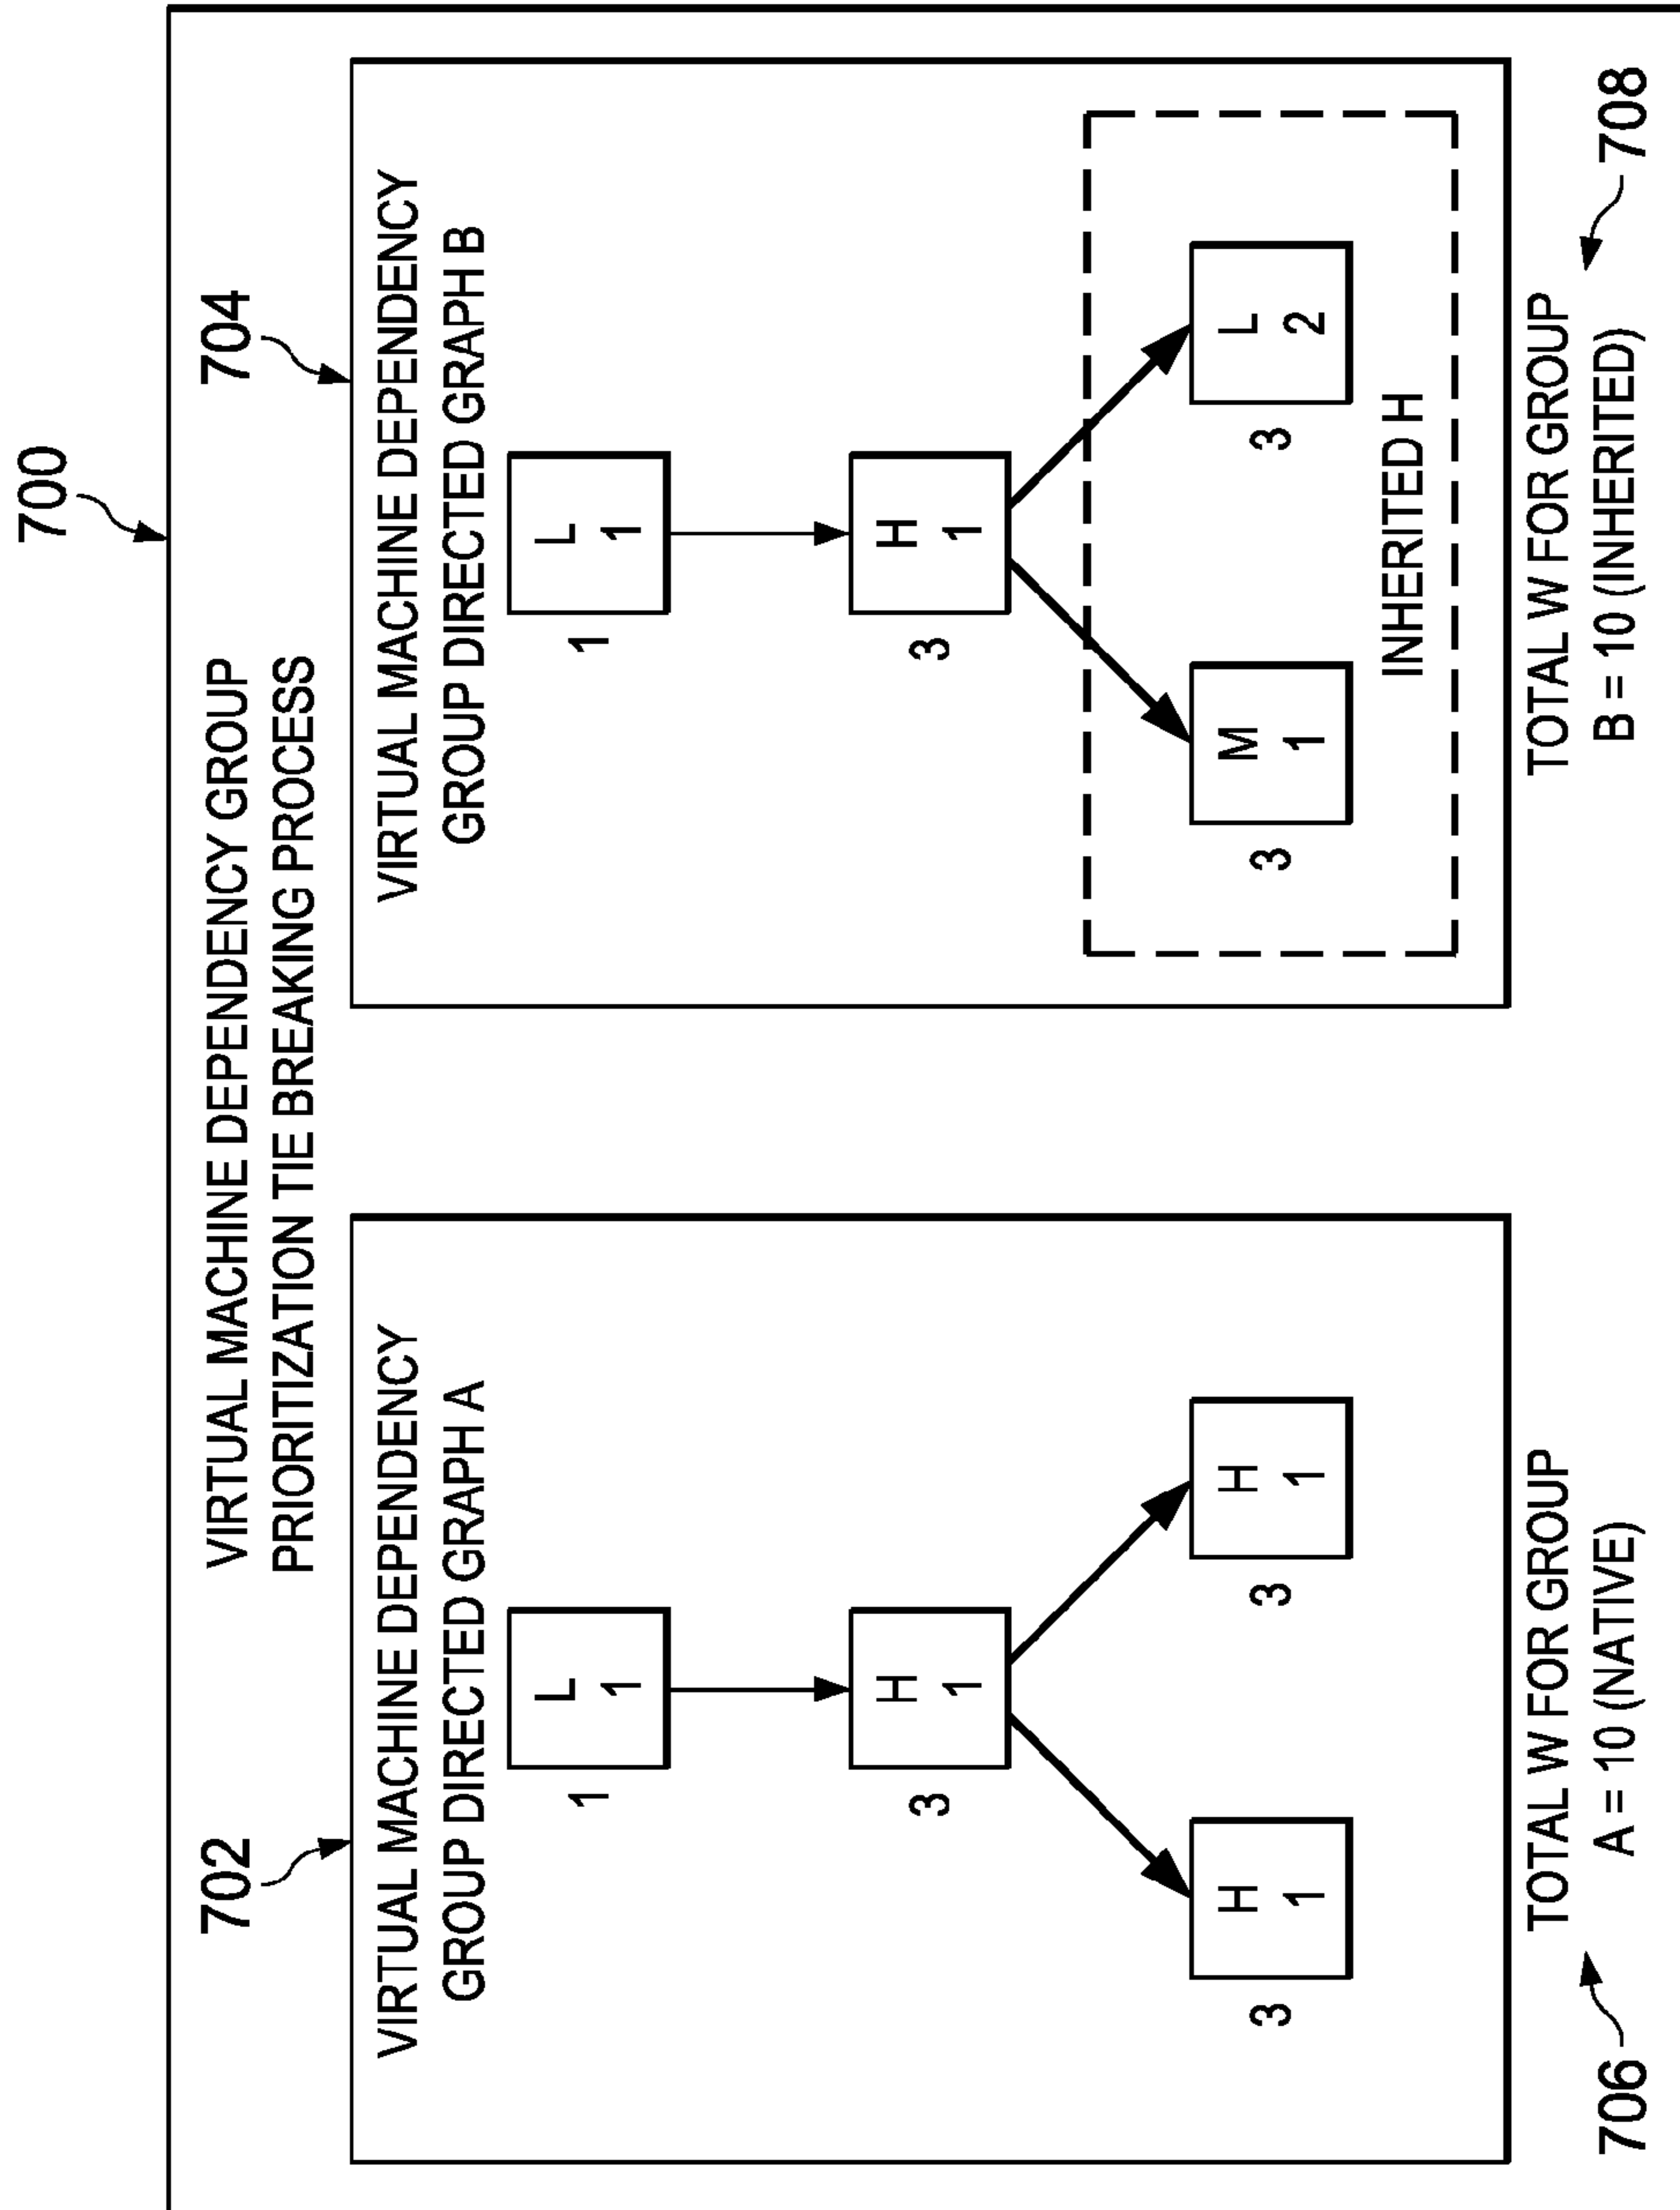 700
VIRTUAL MACHINE DEPENDENCY GROUP
PRIORITIZATION TIE BREAKING PROCESS
702
VIRTUAL MACHINE DEPENDENCY
GROUP DIRECTED GRAPH A
1
L
1
3
H
1
3
H
1
3
H
1
706
TOTAL W FOR GROUP
A = 10 (NATIVE)
704
VIRTUAL MACHINE DEPENDENCY
GROUP DIRECTED GRAPH B
1
L
1
3
H
1
3
M
1
3
L
2
INHERITED H
TOTAL W FOR GROUP
B = 10 (INHERITED)
708